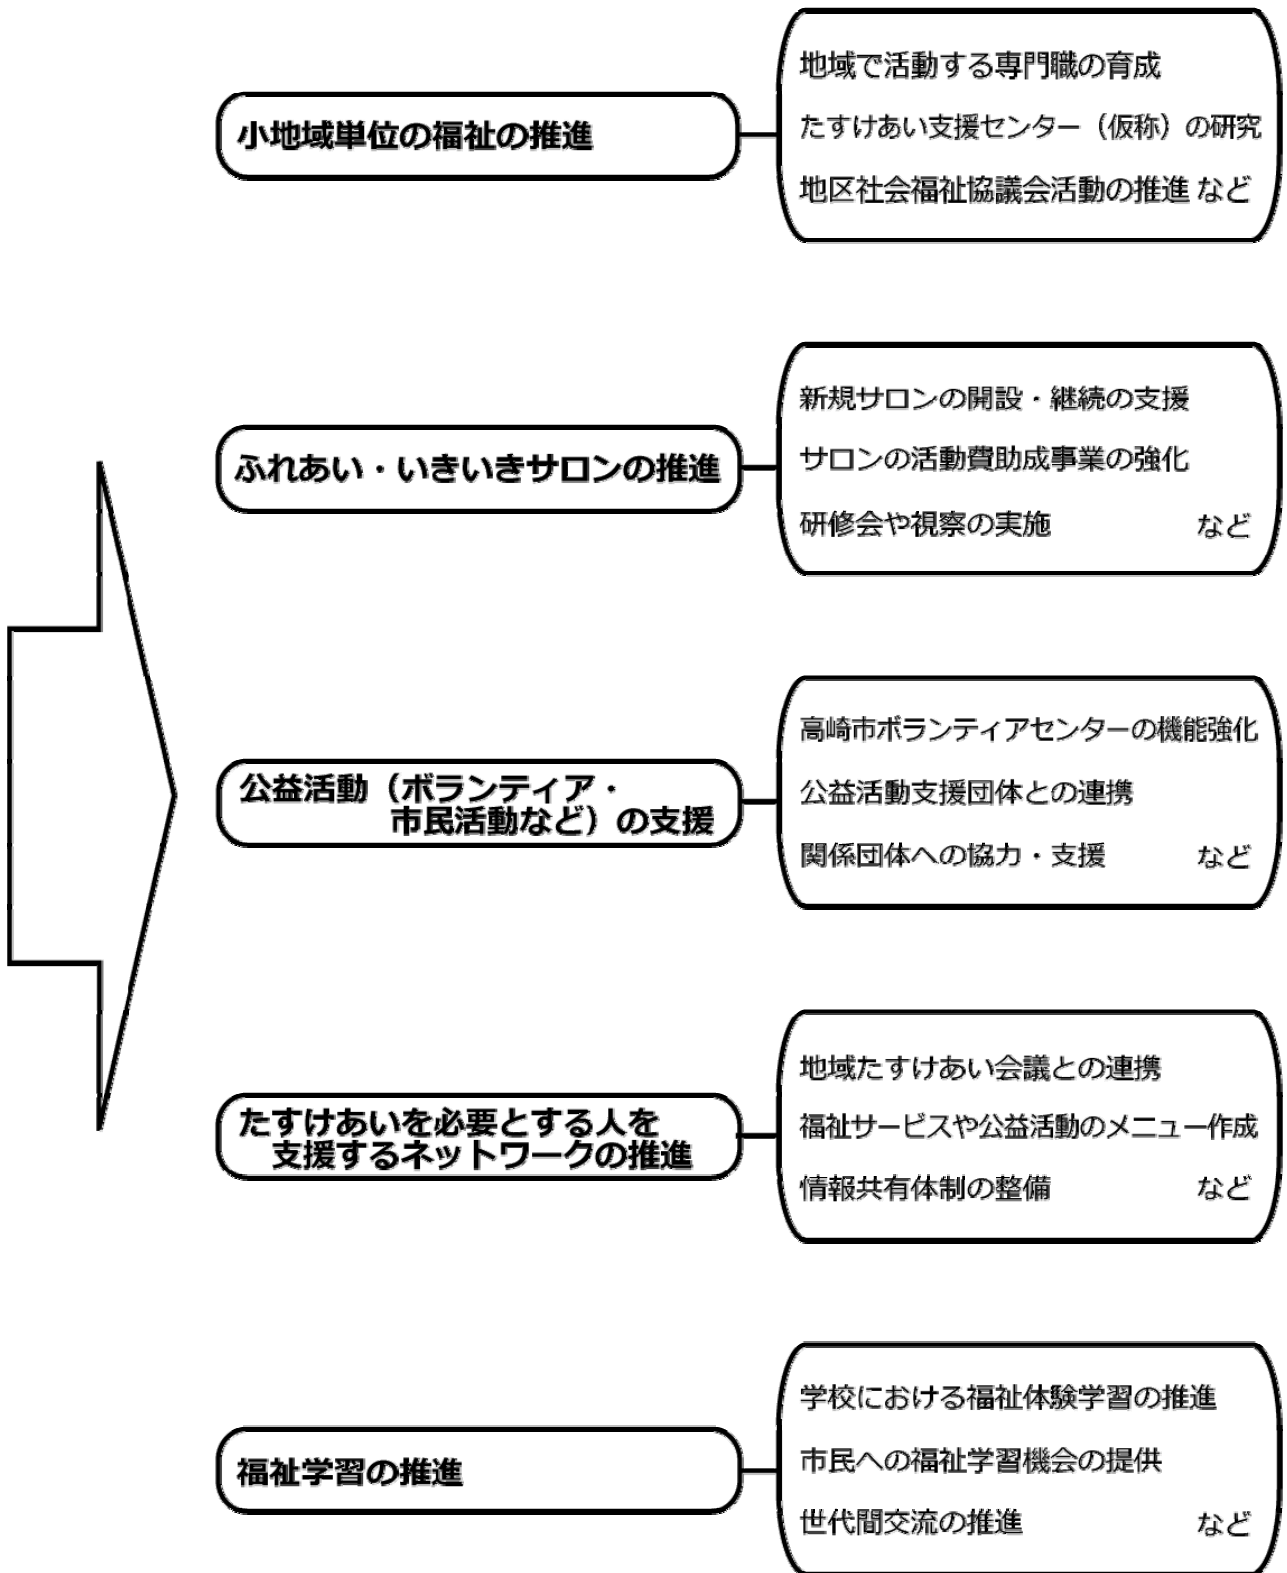 小地域単位の福祉の推進
地域で活動する専門職の育成
たすけあい支援センター（仮称）の研究
地区社会福祉協議会活動の推進 など
ふれあい・いきいきサロンの推進
新規サロンの開設・継続の支援
サロンの活動費助成事業の強化
研修会や視察の実施 など
公益活動（ボランティア・
市民活動など）の支援
高崎市ボランティアセンターの機能強化
公益活動支援団体との連携
関係団体への協力・支援 など
たすけあいを必要とする人を
支援するネットワークの推進
地域たすけあい会議との連携
福祉サービスや公益活動のメニュー作成
情報共有体制の整備 など
福祉学習の推進
学校における福祉体験学習の推進
市民への福祉学習機会の提供
世代間交流の推進 など